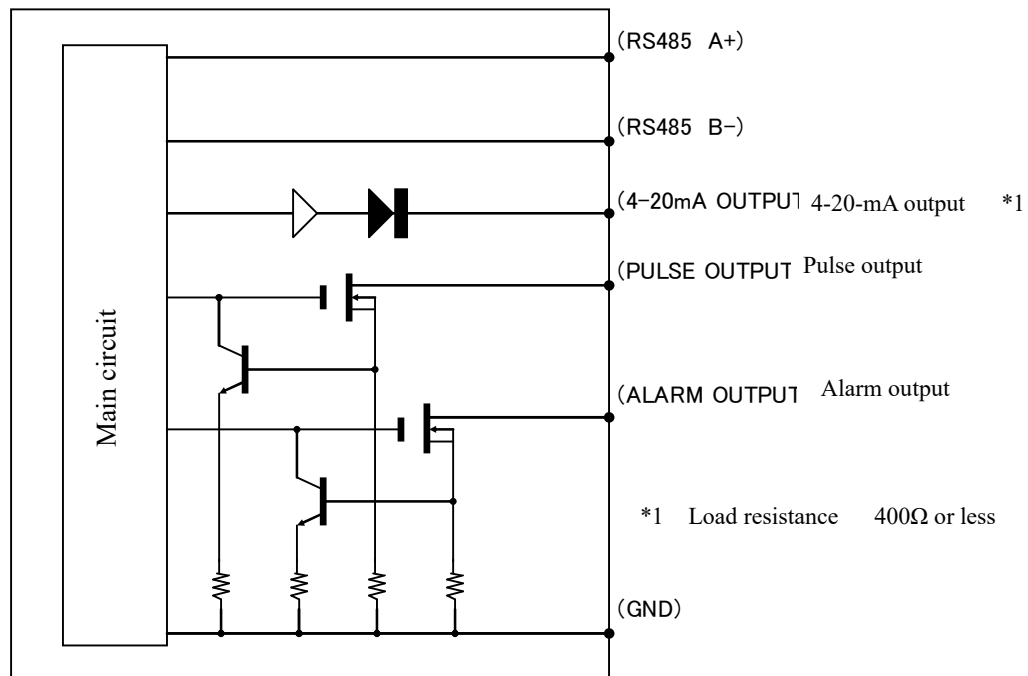 (RS485 A+)
(RS485 B-)
(4-20mA OUTPUT 4-20-mA output *1
(PULSE OUTPUT Pulse output
Main circuit
(ALARM OUTPUT Alarm output
*1 Load resistance 400Ω or less
(GND)